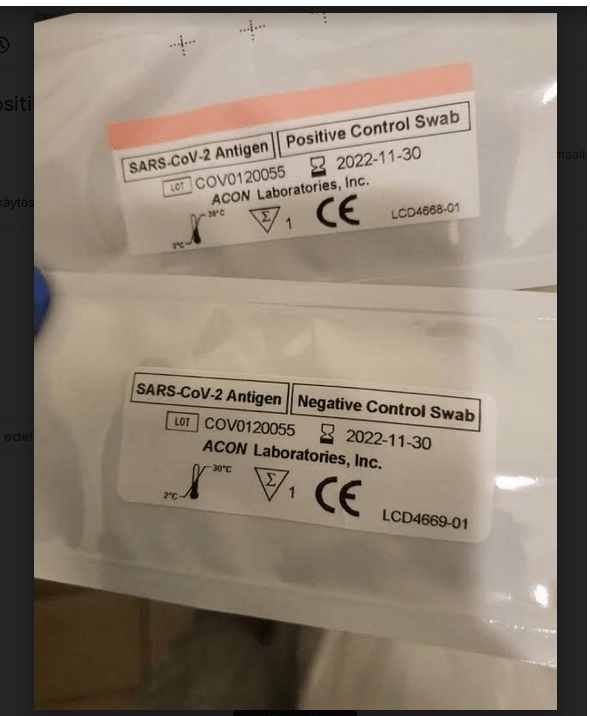 SARS-CoV-2 Antigen Positive Control Swab
LOT COV0120055 2022-11-30
ACON Laboratories, Inc.
30°C
Σ 1 CE LCD4668-01
2°C
SARS-CoV-2 Antigen Negative Control Swab
LOT COV0120055 2022-11-30
ACON Laboratories, Inc.
30°C
Σ 1 CE
2°C
LCD4669-01